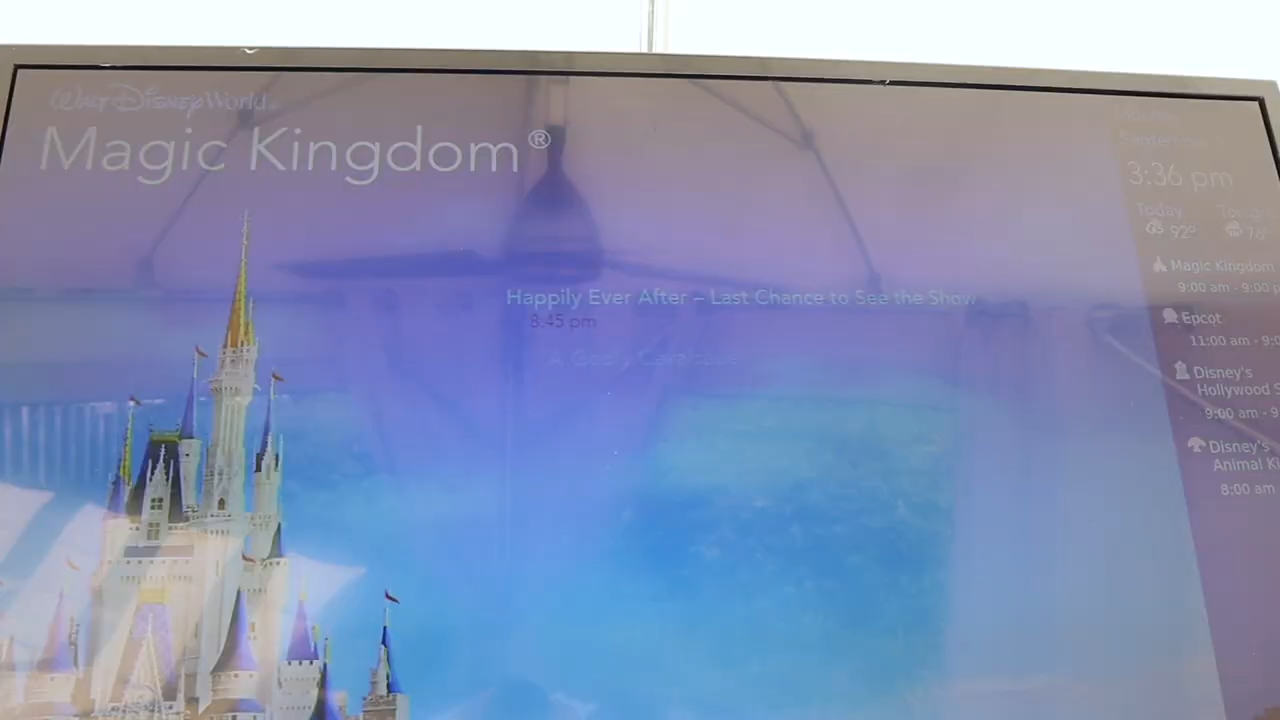 Walt Disney World
Magic Kingdom®
Happily Ever After – Last Chance to See the Show
8:45 pm
3:36 pm
Today
92°
Magic Kingdom
9:00 am - 9:00 p
Epcot
11:00 am - 9:0
Disney's
Hollywood S
9:00 am - 9
Disney's
Animal Ki
8:00 am